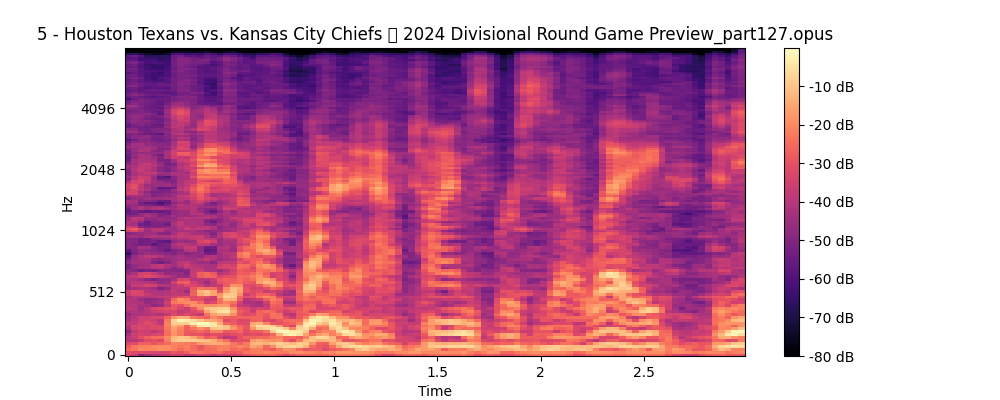 5 - Houston Texans vs. Kansas City Chiefs ▯ 2024 Divisional Round Game Preview_part127.opus
4096
2048
1024
512
0
Hz
0
0.5
1
1.5
2
2.5
Time
-10 dB
-20 dB
-30 dB
-40 dB
-50 dB
-60 dB
-70 dB
-80 dB